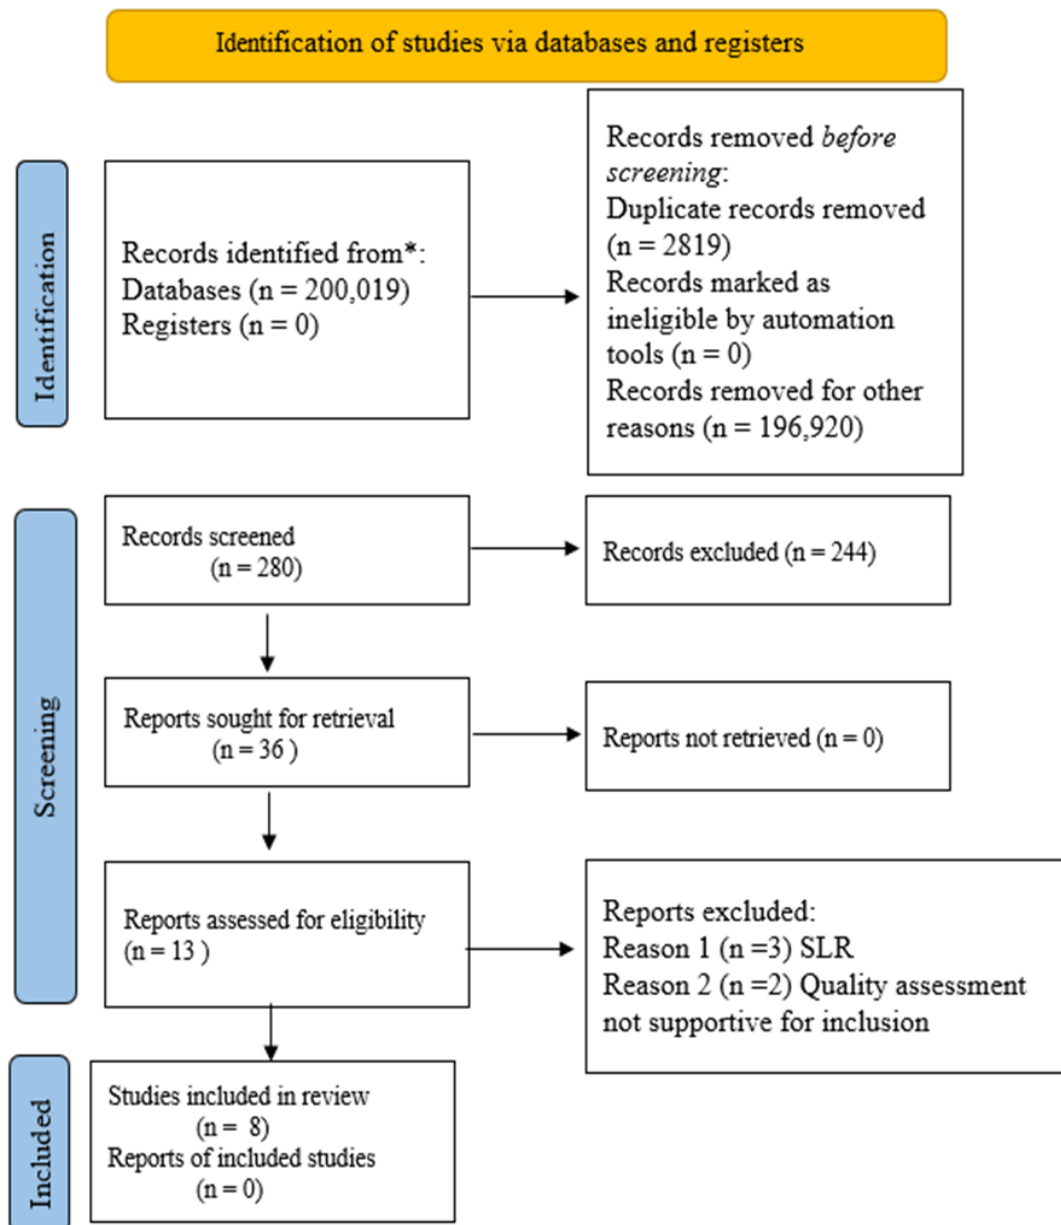 Identification of studies via databases and registers
Identification
Records identified from*:
Databases (n = 200,019)
Registers (n = 0)
Records removed before
screening:
Duplicate records removed
(n = 2819)
Records marked as
ineligible by automation
tools (n = 0)
Records removed for other
reasons (n = 196,920)
Screening
Records screened
(n = 280)
Records excluded (n = 244)
Reports sought for retrieval
(n = 36 )
Reports not retrieved (n = 0)
Reports assessed for eligibility
(n = 13 )
Reports excluded:
Reason 1 (n =3) SLR
Reason 2 (n =2) Quality assessment
not supportive for inclusion
Included
Studies included in review
(n = 8)
Reports of included studies
(n = 0)